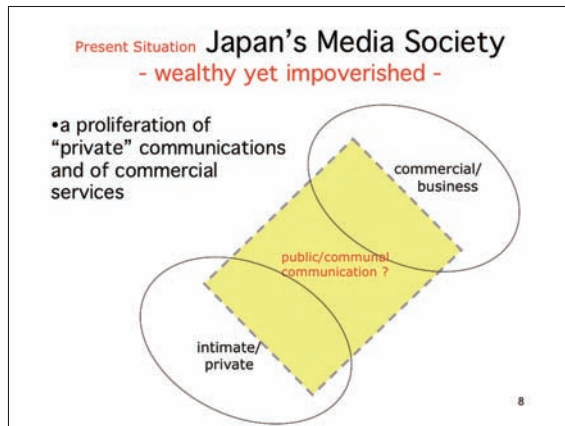 Present Situation Japan's Media Society
- wealthy yet impoverished -
•a proliferation of
"private" communications
and of commercial
services
commercial/
business
public/communal
communication ?
intimate/
private
8